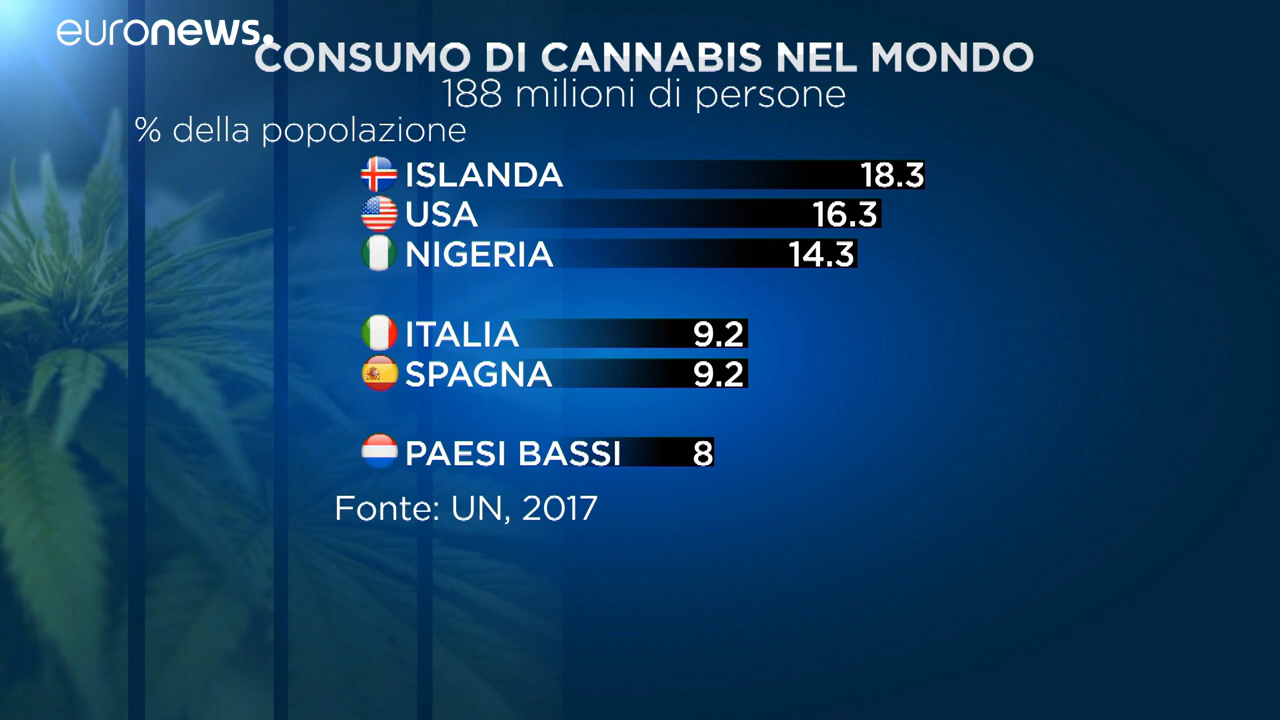 euronews.
CONSUMO DI CANNABIS NEL MONDO
188 milioni di persone
% della popolazione
ISLANDA 18.3
USA 16.3
NIGERIA 14.3
ITALIA 9.2
SPAGNA 9.2
PAESI BASSI 8
Fonte: UN, 2017